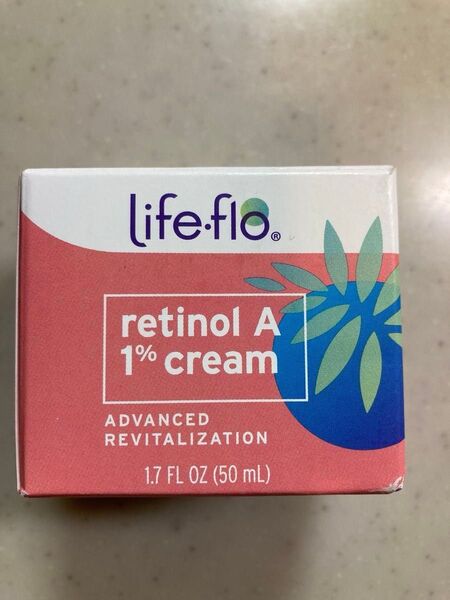 life·flo®
retinol A
1% cream
ADVANCED
REVITALIZATION
1.7 FL OZ (50 mL)